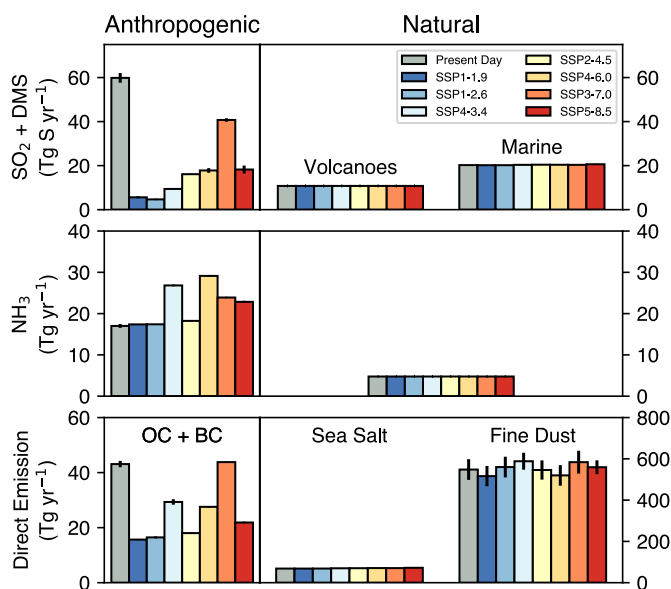 Anthropogenic Natural
SO₂ + DMS
(Tg S yr⁻¹)
60
40
20
0
Present Day
SSP1-1.9
SSP1-2.6
SSP4-3.4
SSP2-4.5
SSP4-6.0
SSP3-7.0
SSP5-8.5
Volcanoes
Marine
60
40
20
0
NH₃
(Tg yr⁻¹)
40
30
20
10
0
40
30
20
10
0
Direct Emission
(Tg yr⁻¹)
60
40
20
0
OC + BC
Sea Salt
Fine Dust
800
600
400
200
0